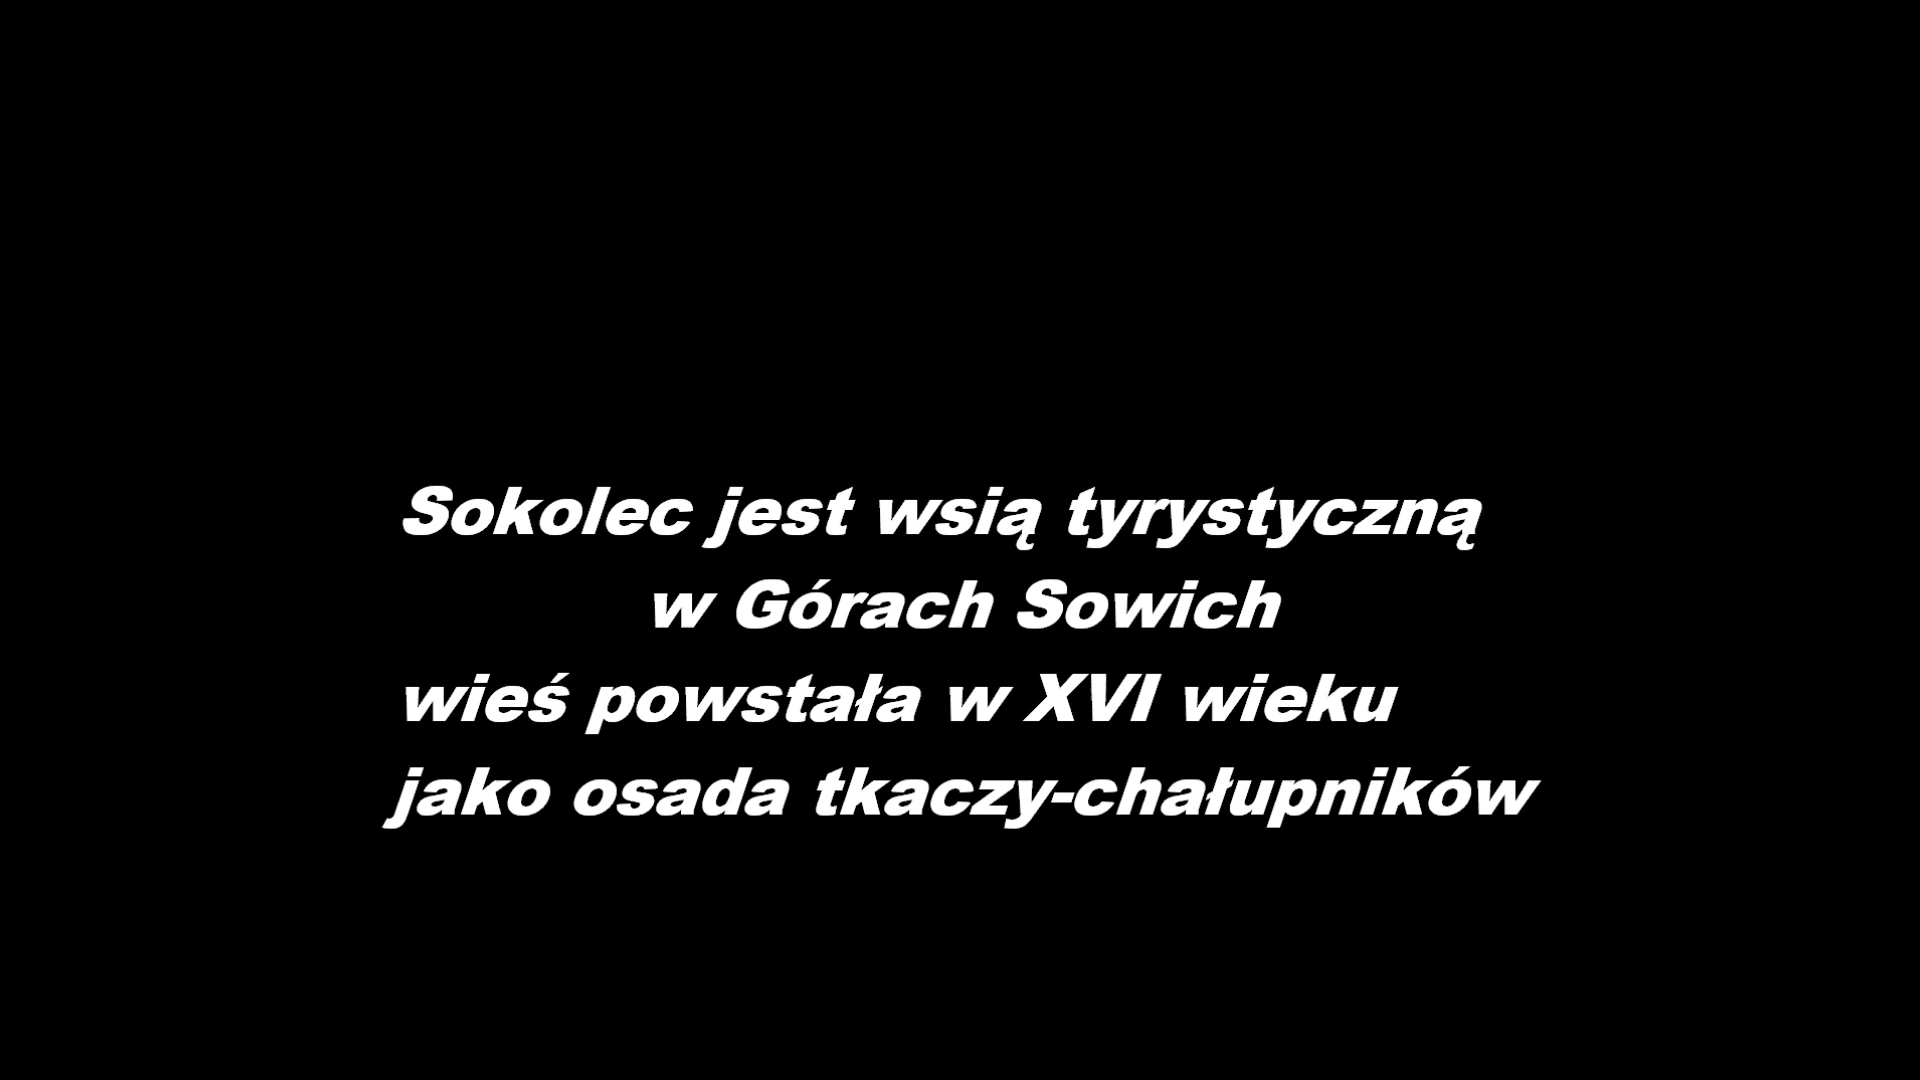 Sokolec jest wsią tyrystyczną
w Górach Sowich
wieś powstała w XVI wieku
jako osada tkaczy-chałupników